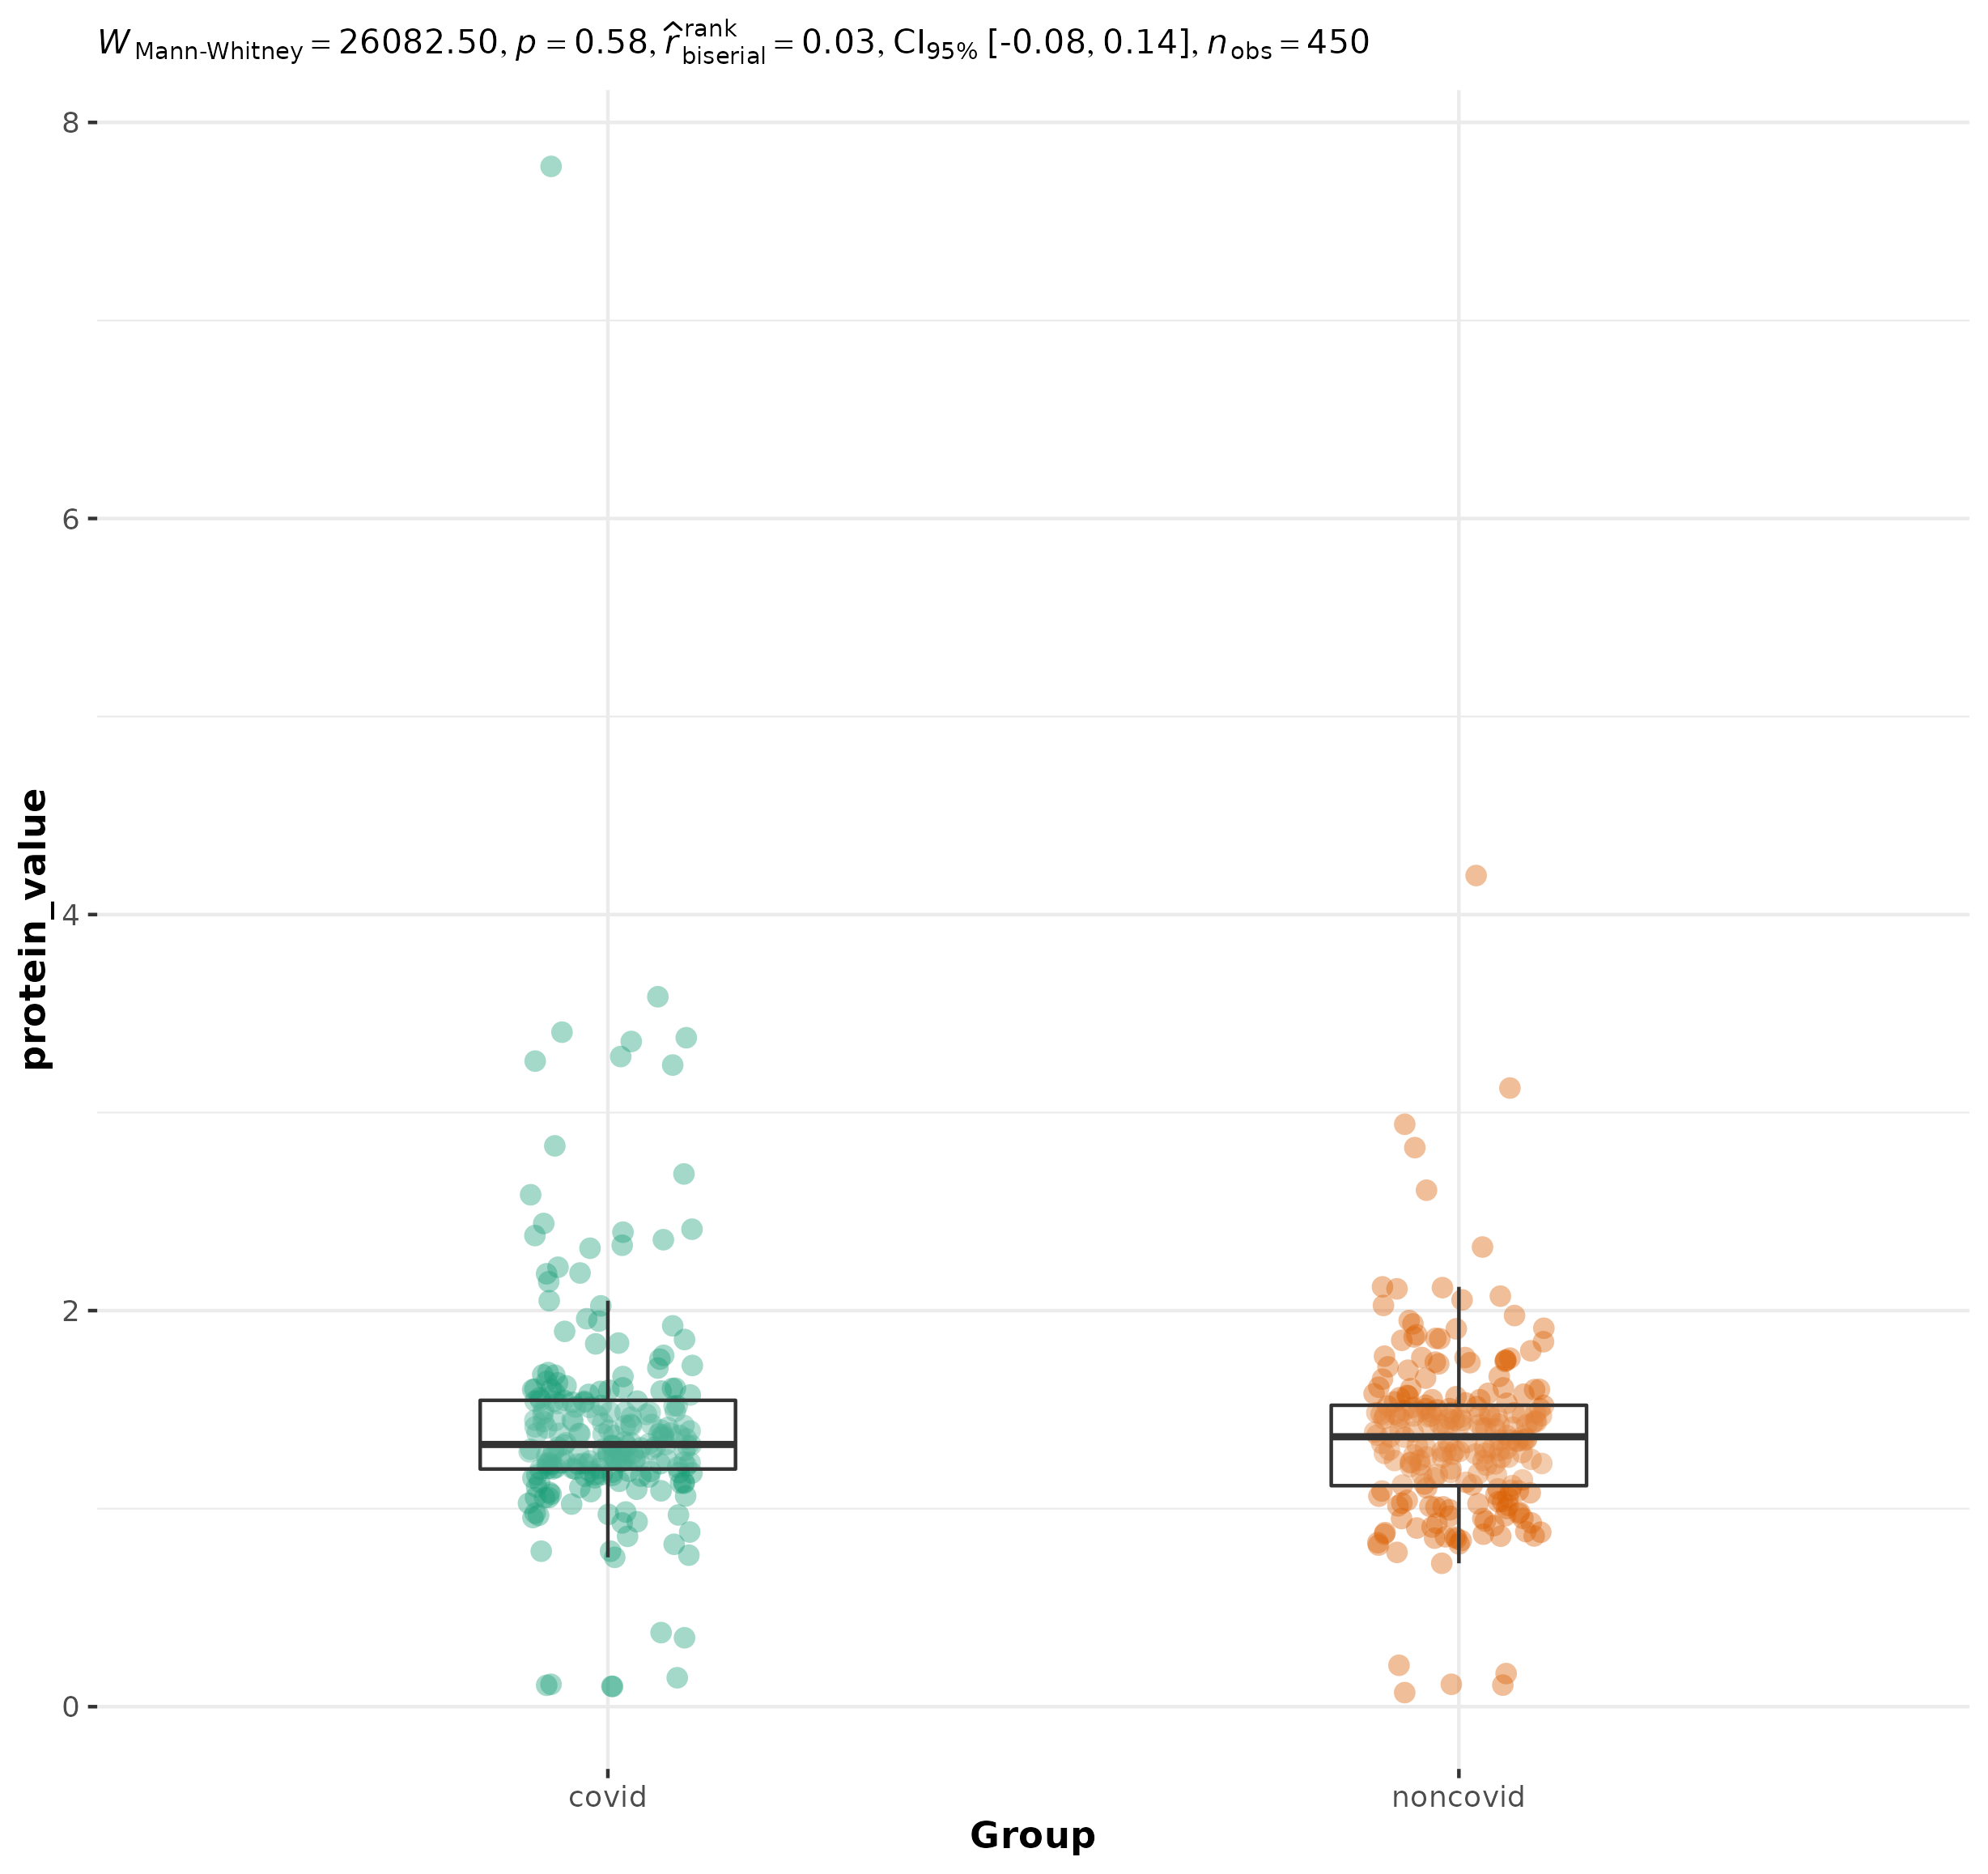 W Mann-Whitney = 26082.50, p = 0.58, r̂ rank biserial = 0.03, CI95% [-0.08, 0.14], n obs = 450
8
6
4
2
0
protein_value
covid
noncovid
Group